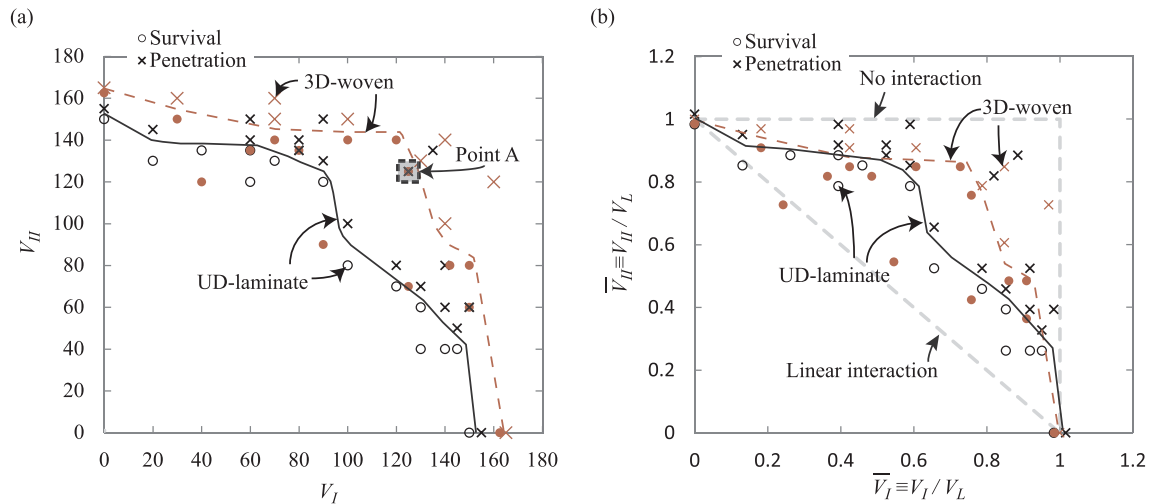 (a)
Survival
Penetration
3D-woven
Point A
UD-laminate
180
160
140
120
100
80
60
40
20
0
V_II
0 20 40 60 80 100 120 140 160 180
V_I
(b)
Survival
Penetration
No interaction
3D-woven
UD-laminate
Linear interaction
1.2
1
0.8
0.6
0.4
0.2
0
V̅_II ≡ V_II / V_L
0 0.2 0.4 0.6 0.8 1 1.2
V̅_I ≡ V_I / V_L